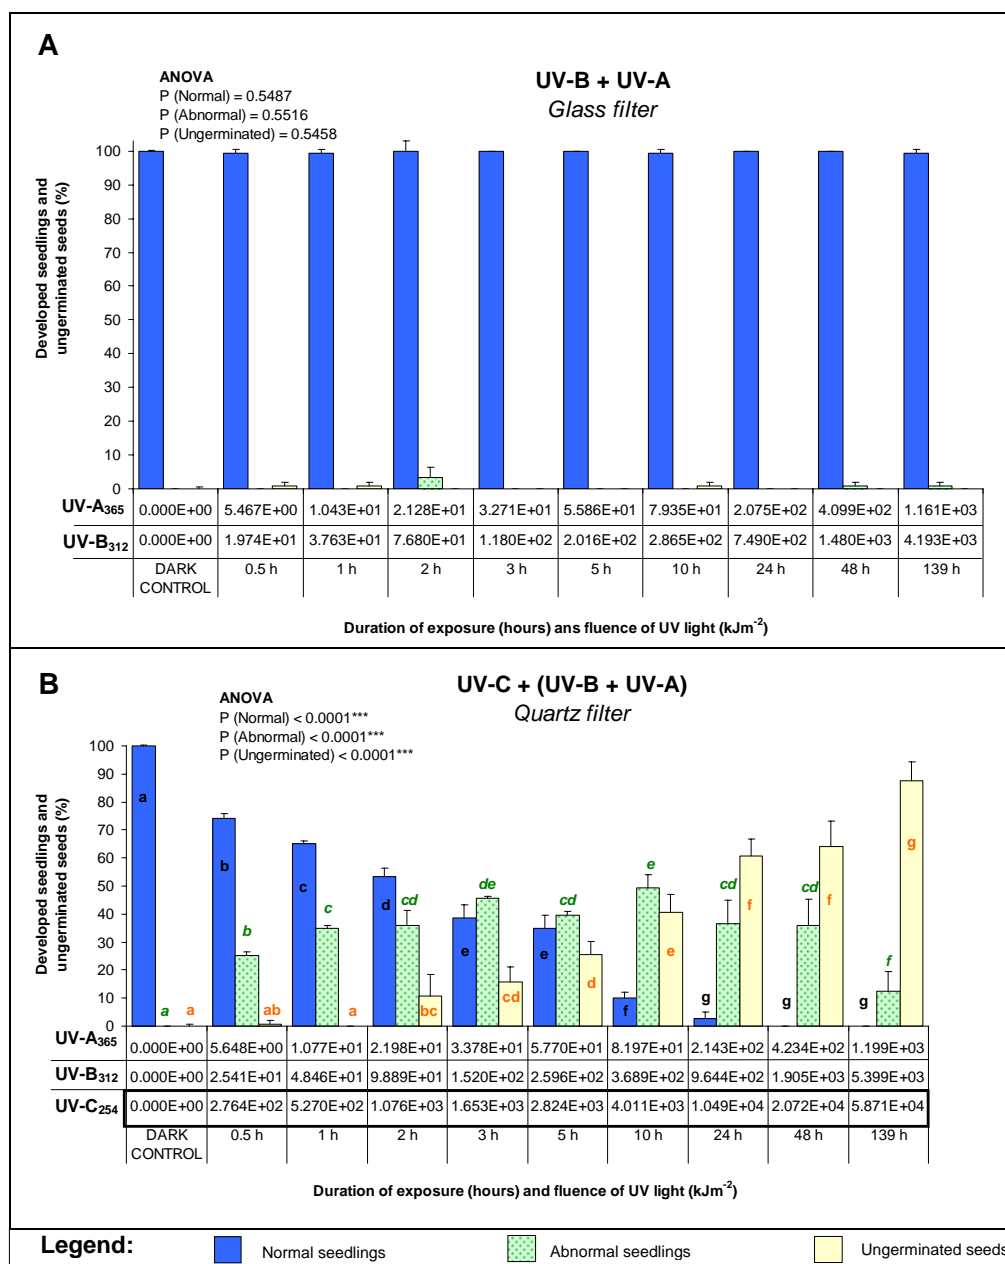 A
ANOVA
P (Normal) = 0.5487
P (Abnormal) = 0.5516
P (Ungerminated) = 0.5458
UV-B + UV-A
Glass filter
Developed seedlings and
ungerminated seeds (%)
100
90
80
70
60
50
40
30
20
10
0
UV-A365 0.000E+00 5.467E+00 1.043E+01 2.128E+01 3.271E+01 5.586E+01 7.935E+01 2.075E+02 4.099E+02 1.161E+03
UV-B312 0.000E+00 1.974E+01 3.763E+01 7.680E+01 1.180E+02 2.016E+02 2.865E+02 7.490E+02 1.480E+03 4.193E+03
DARK 0.5 h 1 h 2 h 3 h 5 h 10 h 24 h 48 h 139 h
CONTROL
Duration of exposure (hours) ans fluence of UV light (kJm-2)
B
ANOVA
P (Normal) < 0.0001***
P (Abnormal) < 0.0001***
P (Ungerminated) < 0.0001***
UV-C + (UV-B + UV-A)
Quartz filter
Developed seedlings and
ungerminated seeds (%)
100
90
80
70
60
50
40
30
20
10
0
a a a
b b ab
c c a
d cd bc
e de cd
e cd d
f e e
g cd f
g cd f
g f g
UV-A365 0.000E+00 5.648E+00 1.077E+01 2.198E+01 3.378E+01 5.770E+01 8.197E+01 2.143E+02 4.234E+02 1.199E+03
UV-B312 0.000E+00 2.541E+01 4.846E+01 9.889E+01 1.520E+02 2.596E+02 3.689E+02 9.644E+02 1.905E+03 5.399E+03
UV-C254 0.000E+00 2.764E+02 5.270E+02 1.076E+03 1.653E+03 2.824E+03 4.011E+03 1.049E+04 2.072E+04 5.871E+04
DARK 0.5 h 1 h 2 h 3 h 5 h 10 h 24 h 48 h 139 h
CONTROL
Duration of exposure (hours) and fluence of UV light (kJm-2)
Legend: Normal seedlings Abnormal seedlings Ungerminated seeds